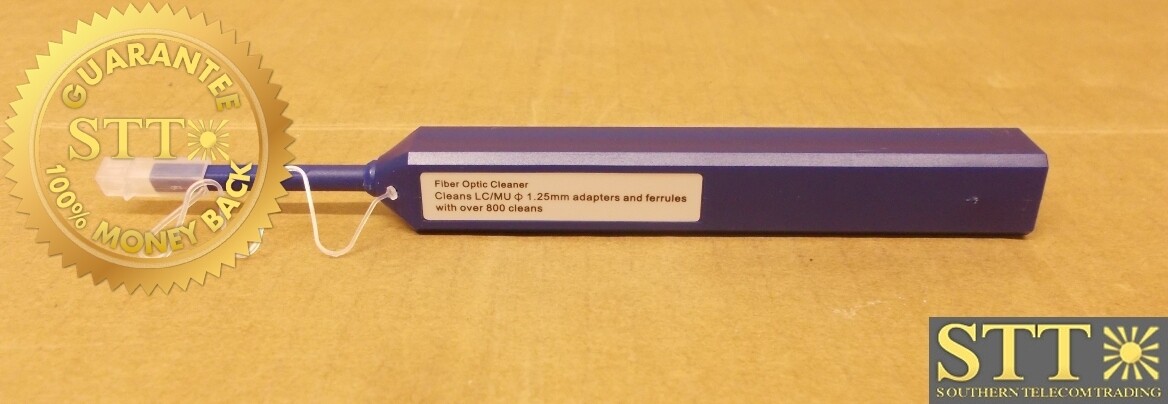 GUARANTEE
STT
100% MONEY BACK
Fiber Optic Cleaner
Cleans LC/MU Φ 1.25mm adapters and ferrules
with over 800 cleans
STT
SOUTHERN TELECOM TRADING